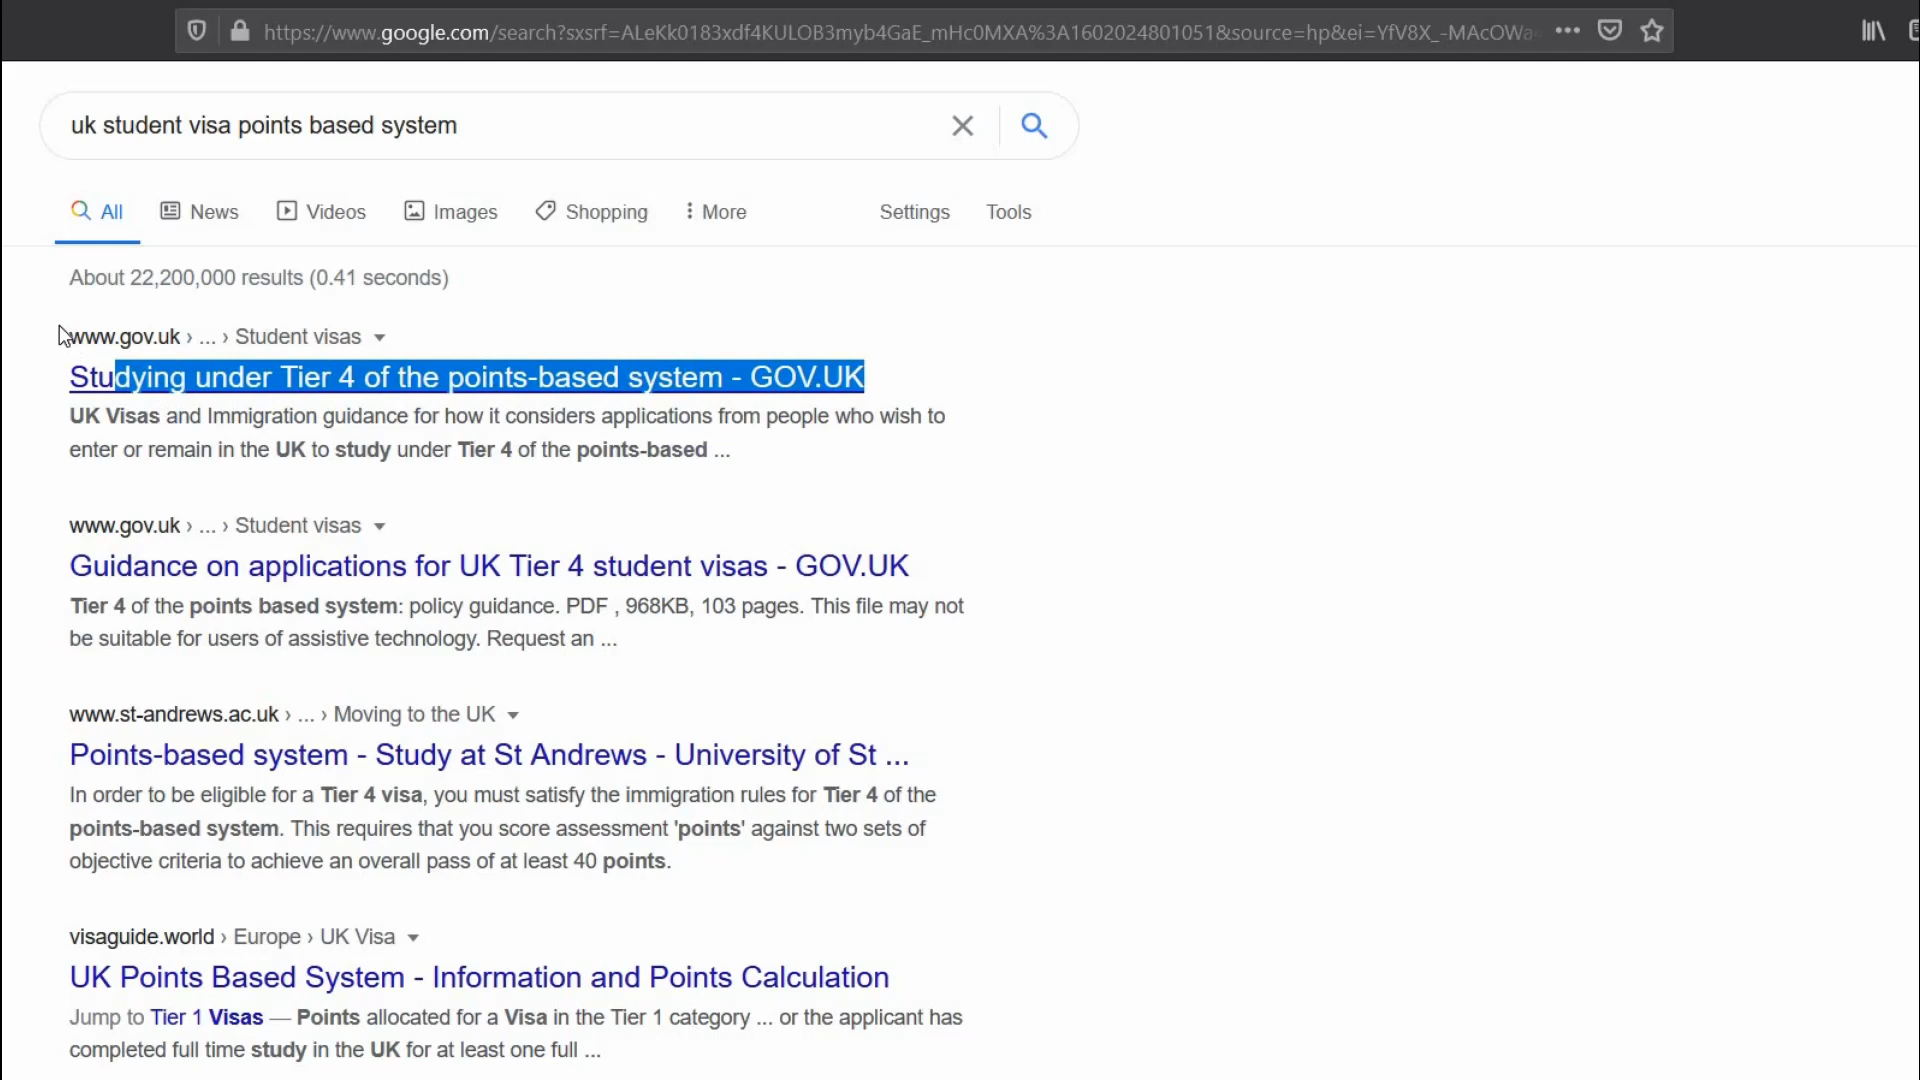 https://www.google.com/search?sxsrf=ALeKk0183xdf4KULOB3myb4GaE_mHc0MXA%3A1602024801051&source=hp&ei=YfV8X_-MAcOWa
uk student visa points based system
All News Videos Images Shopping More Settings Tools
About 22,200,000 results (0.41 seconds)
www.gov.uk › ... › Student visas
Studying under Tier 4 of the points-based system - GOV.UK
UK Visas and Immigration guidance for how it considers applications from people who wish to
enter or remain in the UK to study under Tier 4 of the points-based ...
www.gov.uk › ... › Student visas
Guidance on applications for UK Tier 4 student visas - GOV.UK
Tier 4 of the points based system: policy guidance. PDF , 968KB, 103 pages. This file may not
be suitable for users of assistive technology. Request an ...
www.st-andrews.ac.uk › ... › Moving to the UK
Points-based system - Study at St Andrews - University of St ...
In order to be eligible for a Tier 4 visa, you must satisfy the immigration rules for Tier 4 of the
points-based system. This requires that you score assessment 'points' against two sets of
objective criteria to achieve an overall pass of at least 40 points.
visaguide.world › Europe › UK Visa
UK Points Based System - Information and Points Calculation
Jump to Tier 1 Visas — Points allocated for a Visa in the Tier 1 category ... or the applicant has
completed full time study in the UK for at least one full ...